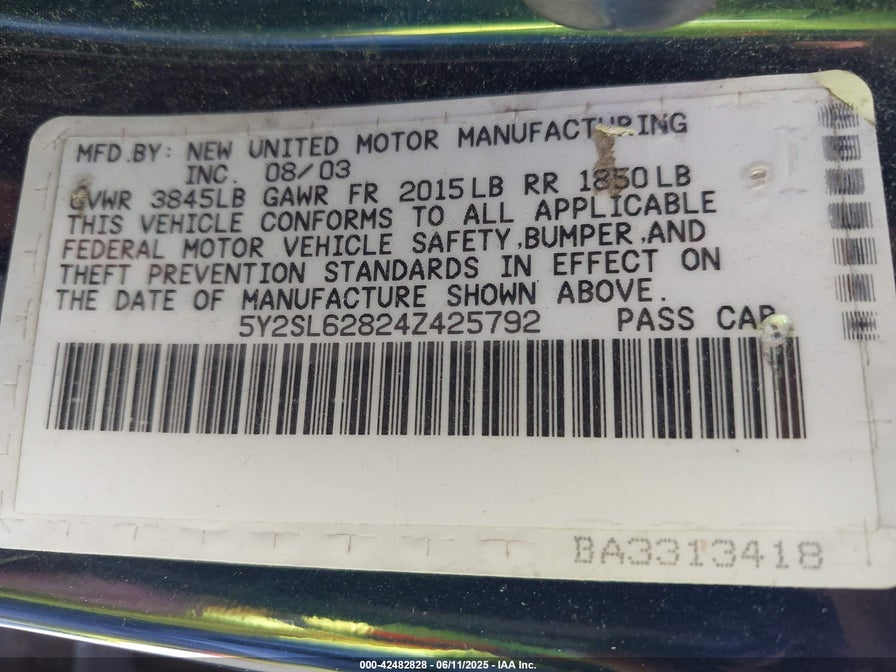 MFD.BY: NEW UNITED MOTOR MANUFACTURING
INC. 08/03
GVWR 3845LB GAWR FR 2015LB RR 1850LB
THIS VEHICLE CONFORMS TO ALL APPLICABLE
FEDERAL MOTOR VEHICLE SAFETY,BUMPER,AND
THEFT PREVENTION STANDARDS IN EFFECT ON
THE DATE OF MANUFACTURE SHOWN ABOVE.
5Y2SL62824Z425792 PASS CAR
BA3313418
000-42482828 - 06/11/2025 - IAA Inc.